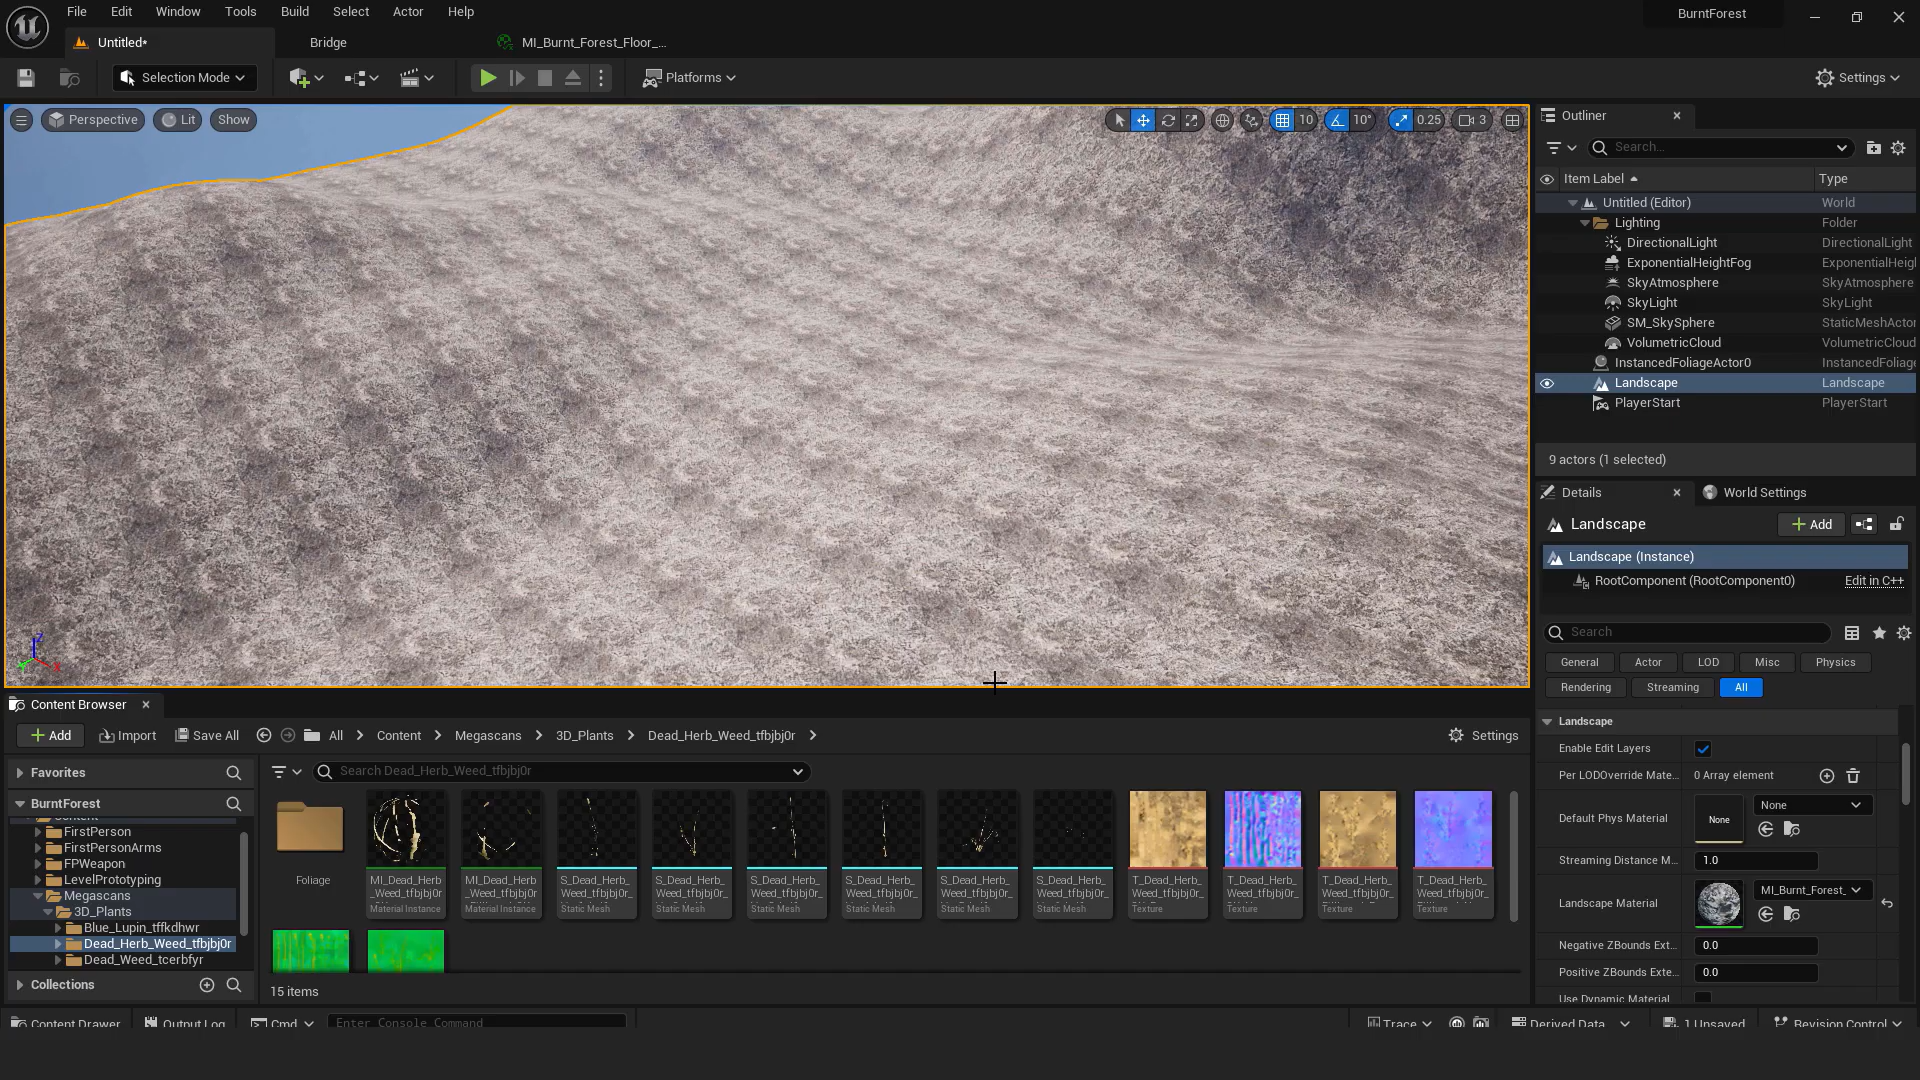 File Edit Window Tools Build Select Actor Help
BurntForest
Untitled*
Bridge
MI_Burnt_Forest_Floor_...
Selection Mode
Platforms
Settings
Perspective
Lit
Show
10
10°
0.25
3
Outliner
Search...
Item Label
Type
Untitled (Editor)
World
Lighting
Folder
DirectionalLight
DirectionalLight
ExponentialHeightFog
ExponentialHeigl
SkyAtmosphere
SkyAtmosphere
SkyLight
SkyLight
SM_SkySphere
StaticMeshActo
VolumetricCloud
VolumetricCloud
InstancedFoliageActor0
InstancedFoliage
Landscape
Landscape
PlayerStart
PlayerStart
9 actors (1 selected)
Details
World Settings
Landscape
Add
Landscape (Instance)
RootComponent (RootComponent0)
Edit in C++
Search
General
Actor
LOD
Misc
Physics
Rendering
Streaming
All
Landscape
Enable Edit Layers
Per LODOverride Mate...
0 Array element
Default Phys Material
None
None
Streaming Distance M...
1.0
Landscape Material
MI_Burnt_Forest_
Negative ZBounds Ext...
0.0
Positive ZBounds Exte...
0.0
Use Dynamic Material
Z
X
Content Browser
Add
Import
Save All
All
Content
Megascans
3D_Plants
Dead_Herb_Weed_tfbjbj0r
Settings
Favorites
BurntForest
Content
FirstPerson
FirstPersonArms
FPWeapon
LevelPrototyping
Megascans
3D_Plants
Blue_Lupin_tffkdhwr
Dead_Herb_Weed_tfbjbj0r
Dead_Weed_tcerbfyr
Collections
Search Dead_Herb_Weed_tfbjbj0r
Foliage
MI_Dead_Herb
_Weed_tfbjbj0r
Material Instance
MI_Dead_Herb
_Weed_tfbjbj0r
Material Instance
S_Dead_Herb_
Weed_tfbjbj0r_
Static Mesh
S_Dead_Herb_
Weed_tfbjbj0r_
Static Mesh
S_Dead_Herb_
Weed_tfbjbj0r_
Static Mesh
S_Dead_Herb_
Weed_tfbjbj0r_
Static Mesh
S_Dead_Herb_
Weed_tfbjbj0r_
Static Mesh
S_Dead_Herb_
Weed_tfbjbj0r_
Static Mesh
T_Dead_Herb_
Weed_tfbjbj0r_
Texture
T_Dead_Herb_
Weed_tfbjbj0r_
Texture
T_Dead_Herb_
Weed_tfbjbj0r_
Texture
T_Dead_Herb_
Weed_tfbjbj0r_
Texture
15 items
Content Drawer
Output Log
Cmd
Enter Console Command
Trace
Derived Data
1 Unsaved
Revision Control